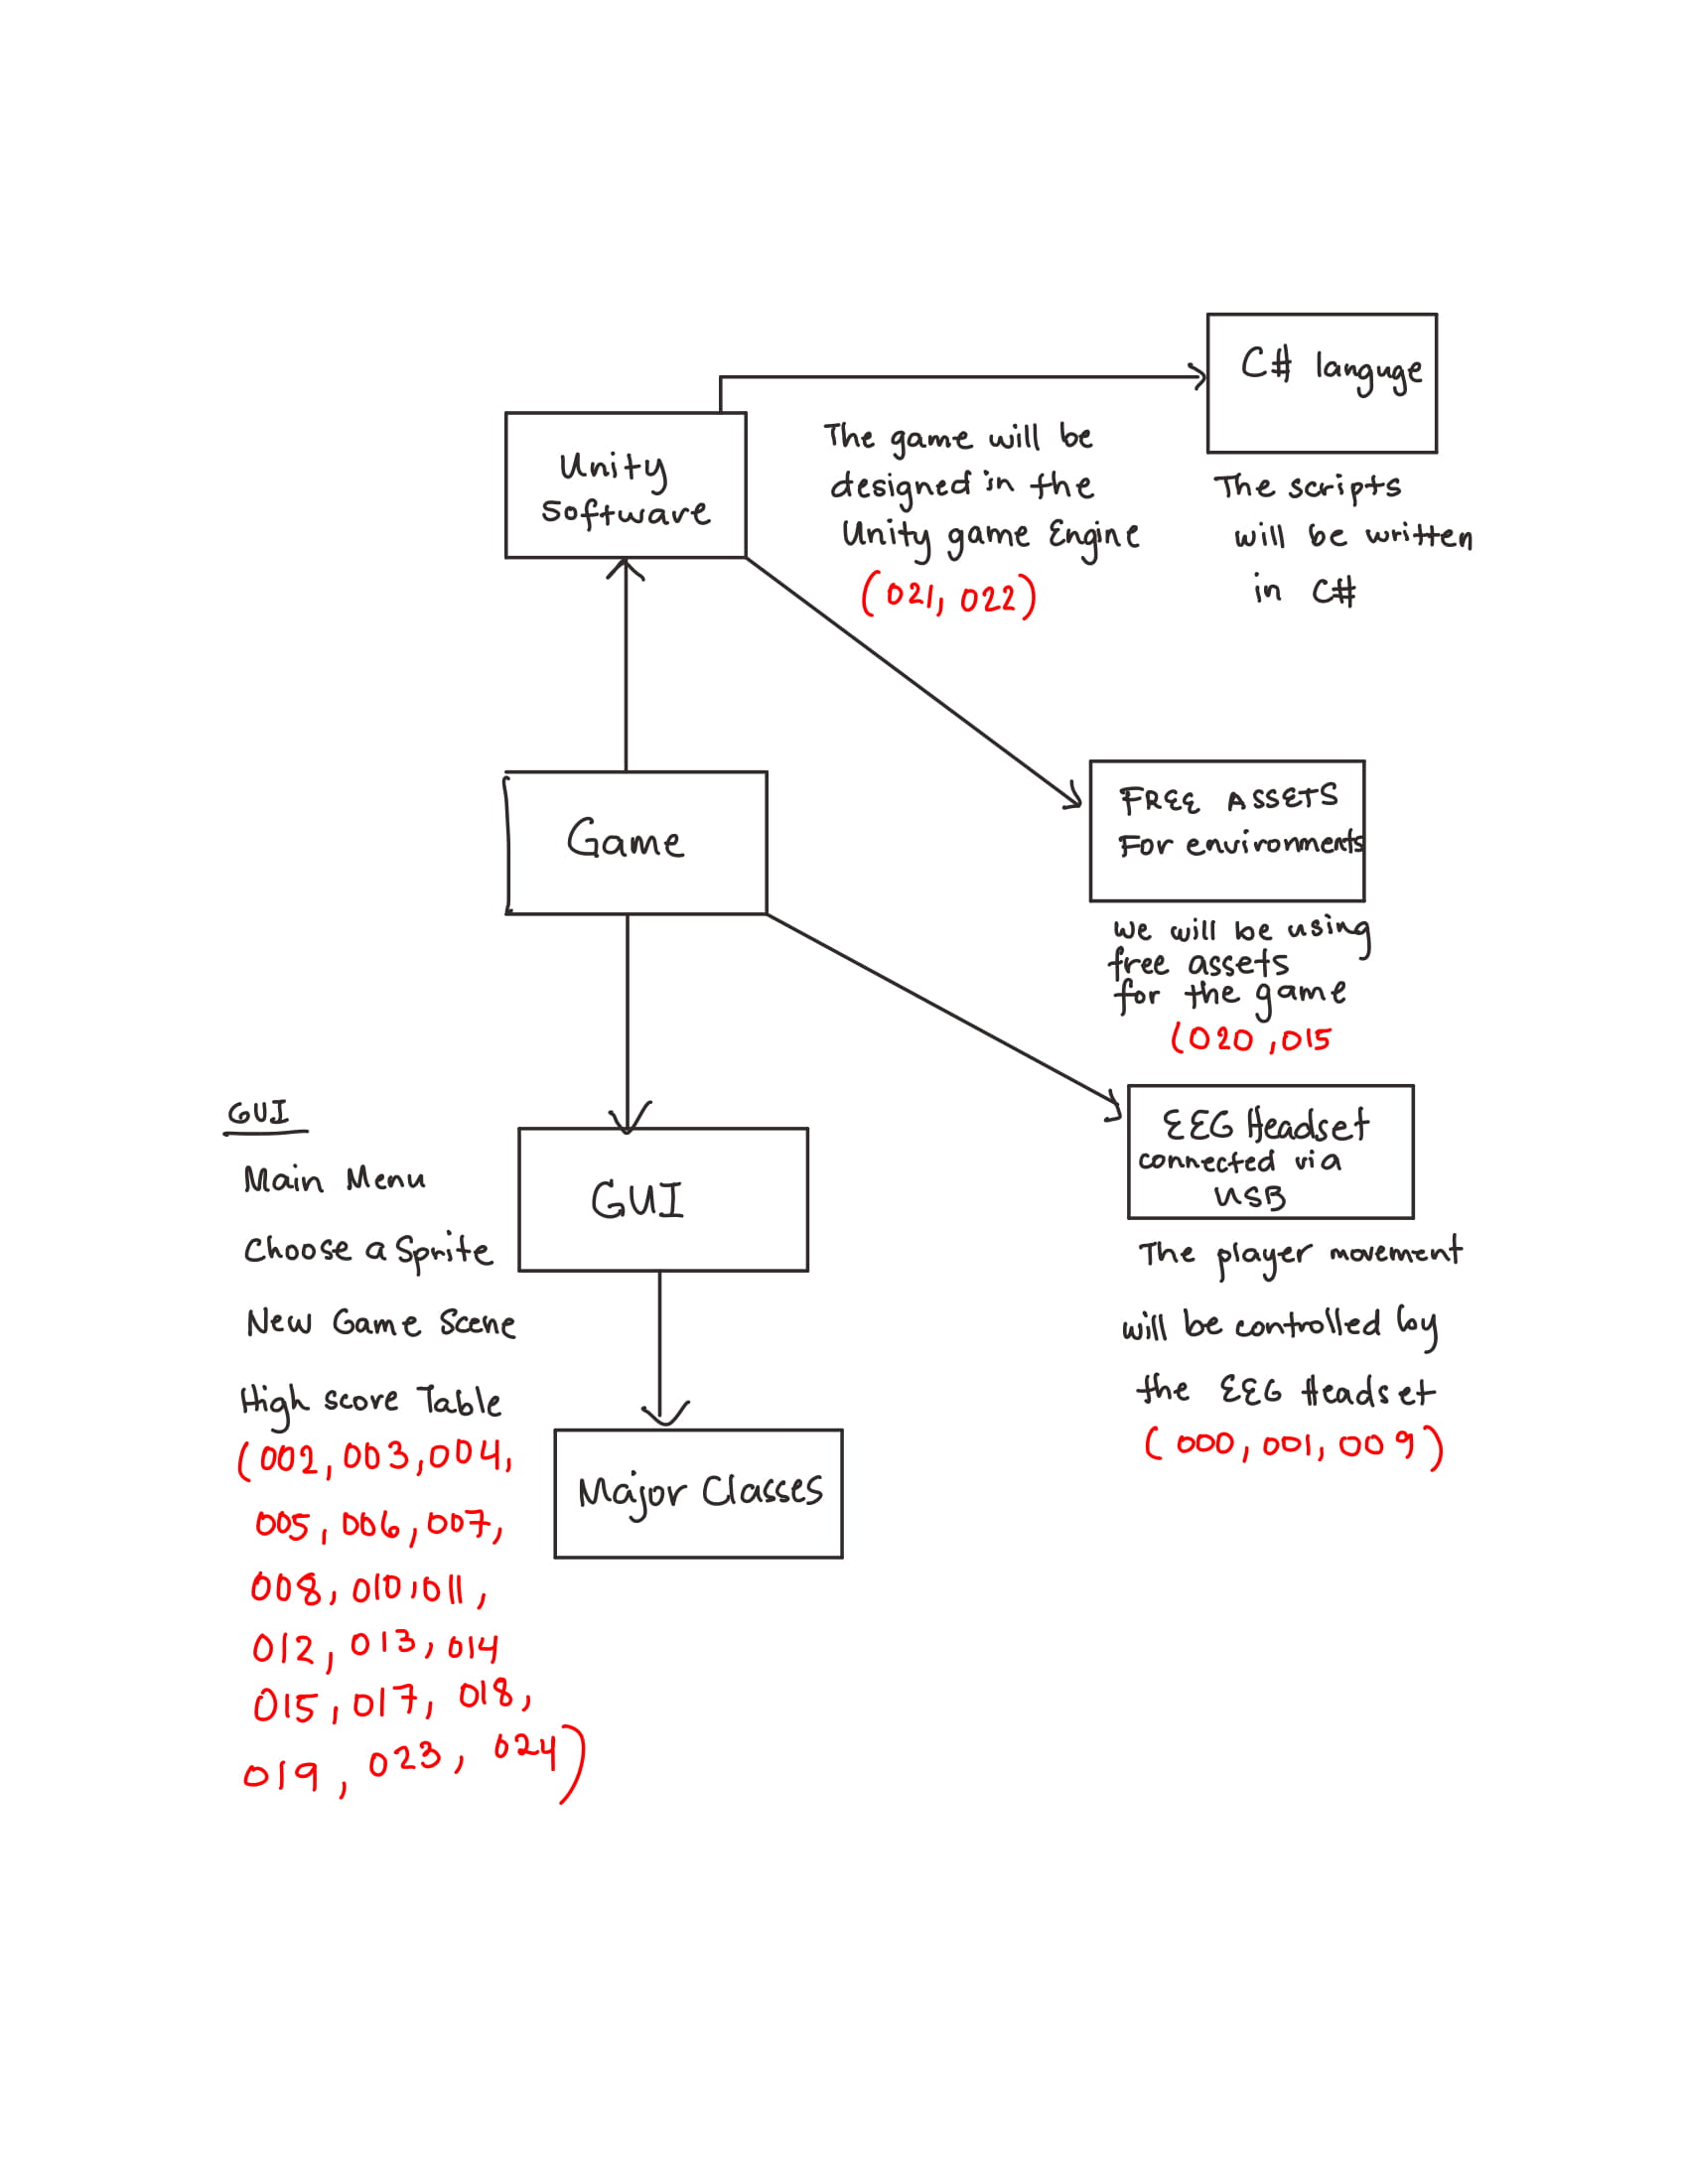 C# languge
The scripts
will be written
in C#
Unity
Software
The game will be
designed in the
Unity game Engine
(021, 022)
Game
FREE ASSETS
For environments
we will be using
free assets
for the game
(020, 015
EEG Headset
connected via
USB
The player movement
will be controlled by
the EEG Headset
(000, 001, 009)
GUI
Major Classes
GUI
Main Menu
Choose a Sprite
New Game Scene
High score Table
(002, 003, 004,
005, 006, 007,
008, 010, 011,
012, 013, 014
015, 017, 018,
019, 023, 024)